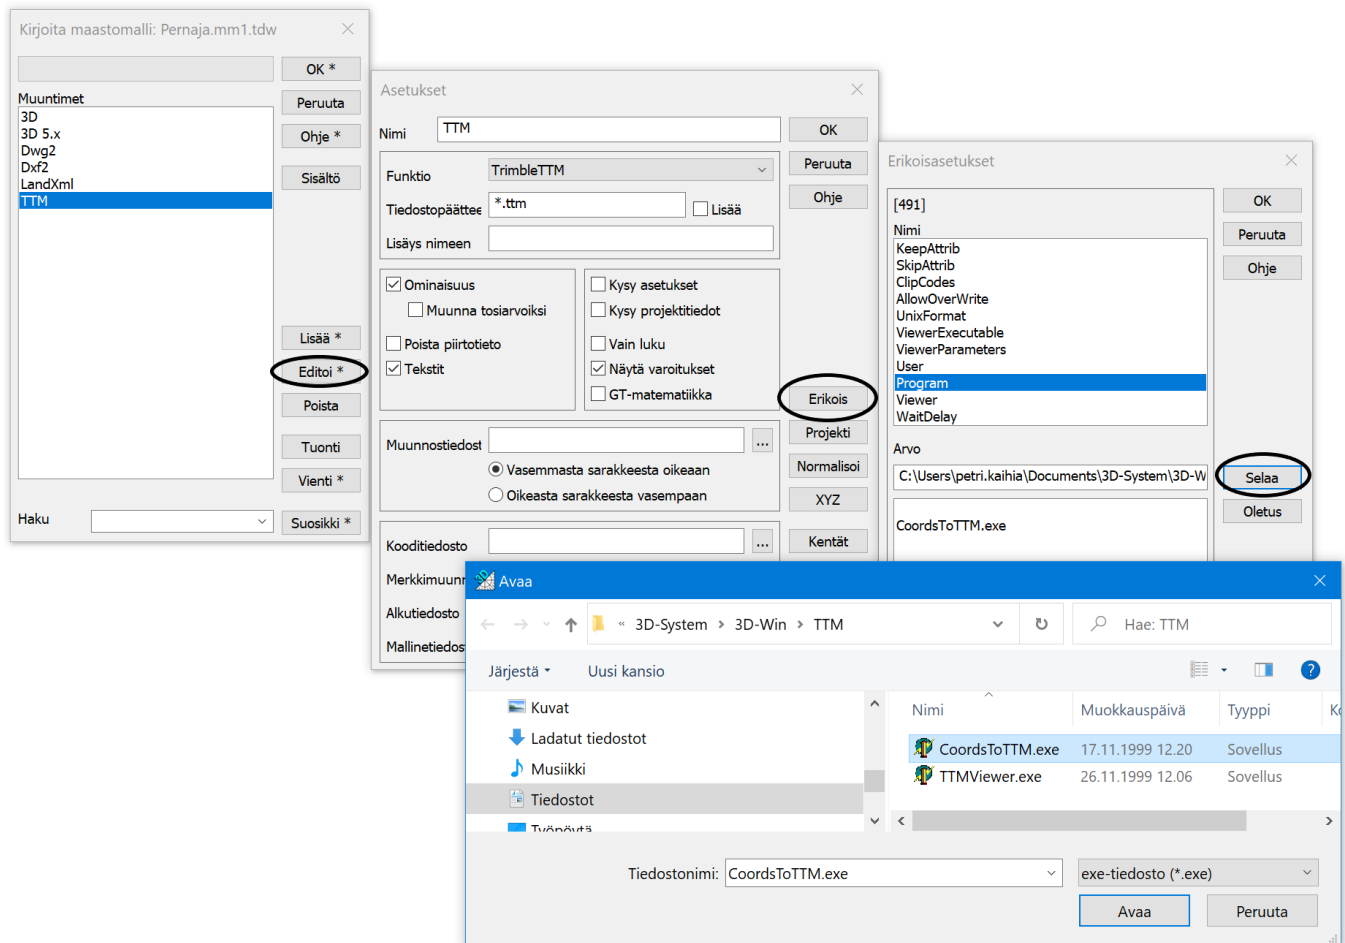 Kirjoita maastomalli: Pernaja.mm1.tdw
OK *
Muuntimet
Peruuta
3D
3D 5.x
Ohje *
Dwg2
Dxf2
LandXml
Sisältö
TTM
Lisää *
Editoi *
Poista
Tuonti
Vienti *
Haku
Suosikki *
Asetukset
Nimi
TTM
OK
Funktio
TrimbleTTM
Peruuta
Tiedostopäättee
*.ttm
Lisää
Ohje
Lisäys nimeen
Ominaisuus
Kysy asetukset
Muunna tosiarvoiksi
Kysy projektitiedot
Poista piirtotieto
Vain luku
Tekstit
Näytä varoitukset
GT-matematiikka
Erikois
Projekti
Muunnostiedost
...
Vasemmasta sarakkeesta oikeaan
Normalisoi
Oikeasta sarakkeesta vasempaan
XYZ
Kooditiedosto
...
Kentät
Merkkimuunr
Alkutiedosto
Mallinetiedos
Erikoisasetukset
[491]
OK
Nimi
Peruuta
KeepAttrib
SkipAttrib
Ohje
ClipCodes
AllowOverWrite
UnixFormat
ViewerExecutable
ViewerParameters
User
Program
Viewer
WaitDelay
Arvo
C:\Users\petri.kaihia\Documents\3D-System\3D-W
Selaa
Oletus
CoordsToTTM.exe
Avaa
« 3D-System > 3D-Win > TTM
Hae: TTM
Järjestä
Uusi kansio
?
Kuvat
Ladatut tiedostot
Musiikki
Tiedostot
Työpöytä
Nimi
Muokkauspäivä
Tyyppi
Ko
CoordsToTTM.exe
17.11.1999 12.20
Sovellus
TTMViewer.exe
26.11.1999 12.06
Sovellus
Tiedostonimi:
CoordsToTTM.exe
exe-tiedosto (*.exe)
Avaa
Peruuta